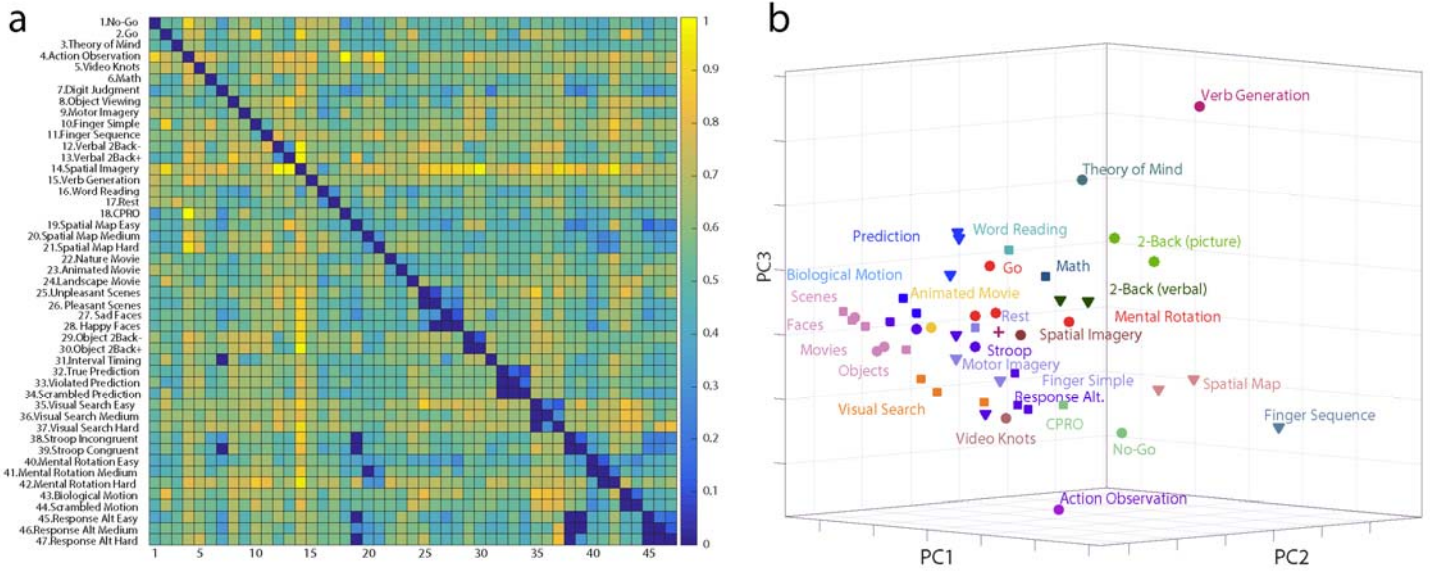 a
1.No-Go
2.Go
3.Theory of Mind
4.Action Observation
5.Video Knots
6.Math
7.Digit Judgment
8.Object Viewing
9.Motor Imagery
10.Finger Simple
11.Finger Sequence
12.Verbal 2Back-
13.Verbal 2Back+
14.Spatial Imagery
15.Verb Generation
16.Word Reading
17.Rest
18.CPRO
19.Spatial Map Easy
20.Spatial Map Medium
21.Spatial Map Hard
22.Nature Movie
23.Animated Movie
24.Landscape Movie
25.Unpleasant Scenes
26. Pleasant Scenes
27. Sad Faces
28. Happy Faces
29.Object 2Back-
30.Object 2Back+
31.Interval Timing
32.True Prediction
33.Violated Prediction
34.Scrambled Prediction
35.Visual Search Easy
36.Visual Search Medium
37.Visual Search Hard
38.Stroop Incongruent
39.Stroop Congruent
40.Mental Rotation Easy
41.Mental Rotation Medium
42.Mental Rotation Hard
43.Biological Motion
44.Scrambled Motion
45.Response Alt Easy
46.Response Alt Medium
47.Response Alt Hard
1 5 10 15 20 25 30 35 40 45
1
0.9
0.8
0.7
0.6
0.5
0.4
0.3
0.2
0.1
0
b
Verb Generation
Theory of Mind
Prediction
Word Reading
2-Back (picture)
Go
Math
Biological Motion
Animated Movie
2-Back (verbal)
Scenes
Rest
Mental Rotation
Faces
Spatial Imagery
Movies
Stroop
Objects
Motor Imagery
Finger Simple
Spatial Map
Response Alt.
Visual Search
CPRO
Finger Sequence
Video Knots
No-Go
Action Observation
PC3
PC1
PC2